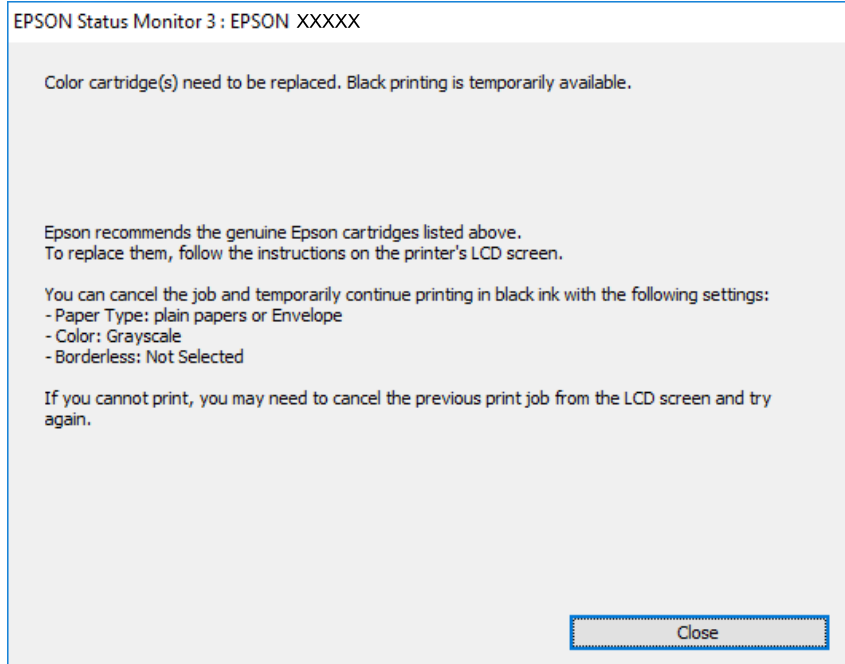 EPSON Status Monitor 3 : EPSON XXXXX
Color cartridge(s) need to be replaced. Black printing is temporarily available.
Epson recommends the genuine Epson cartridges listed above.
To replace them, follow the instructions on the printer's LCD screen.
You can cancel the job and temporarily continue printing in black ink with the following settings:
- Paper Type: plain papers or Envelope
- Color: Grayscale
- Borderless: Not Selected
If you cannot print, you may need to cancel the previous print job from the LCD screen and try
again.
Close